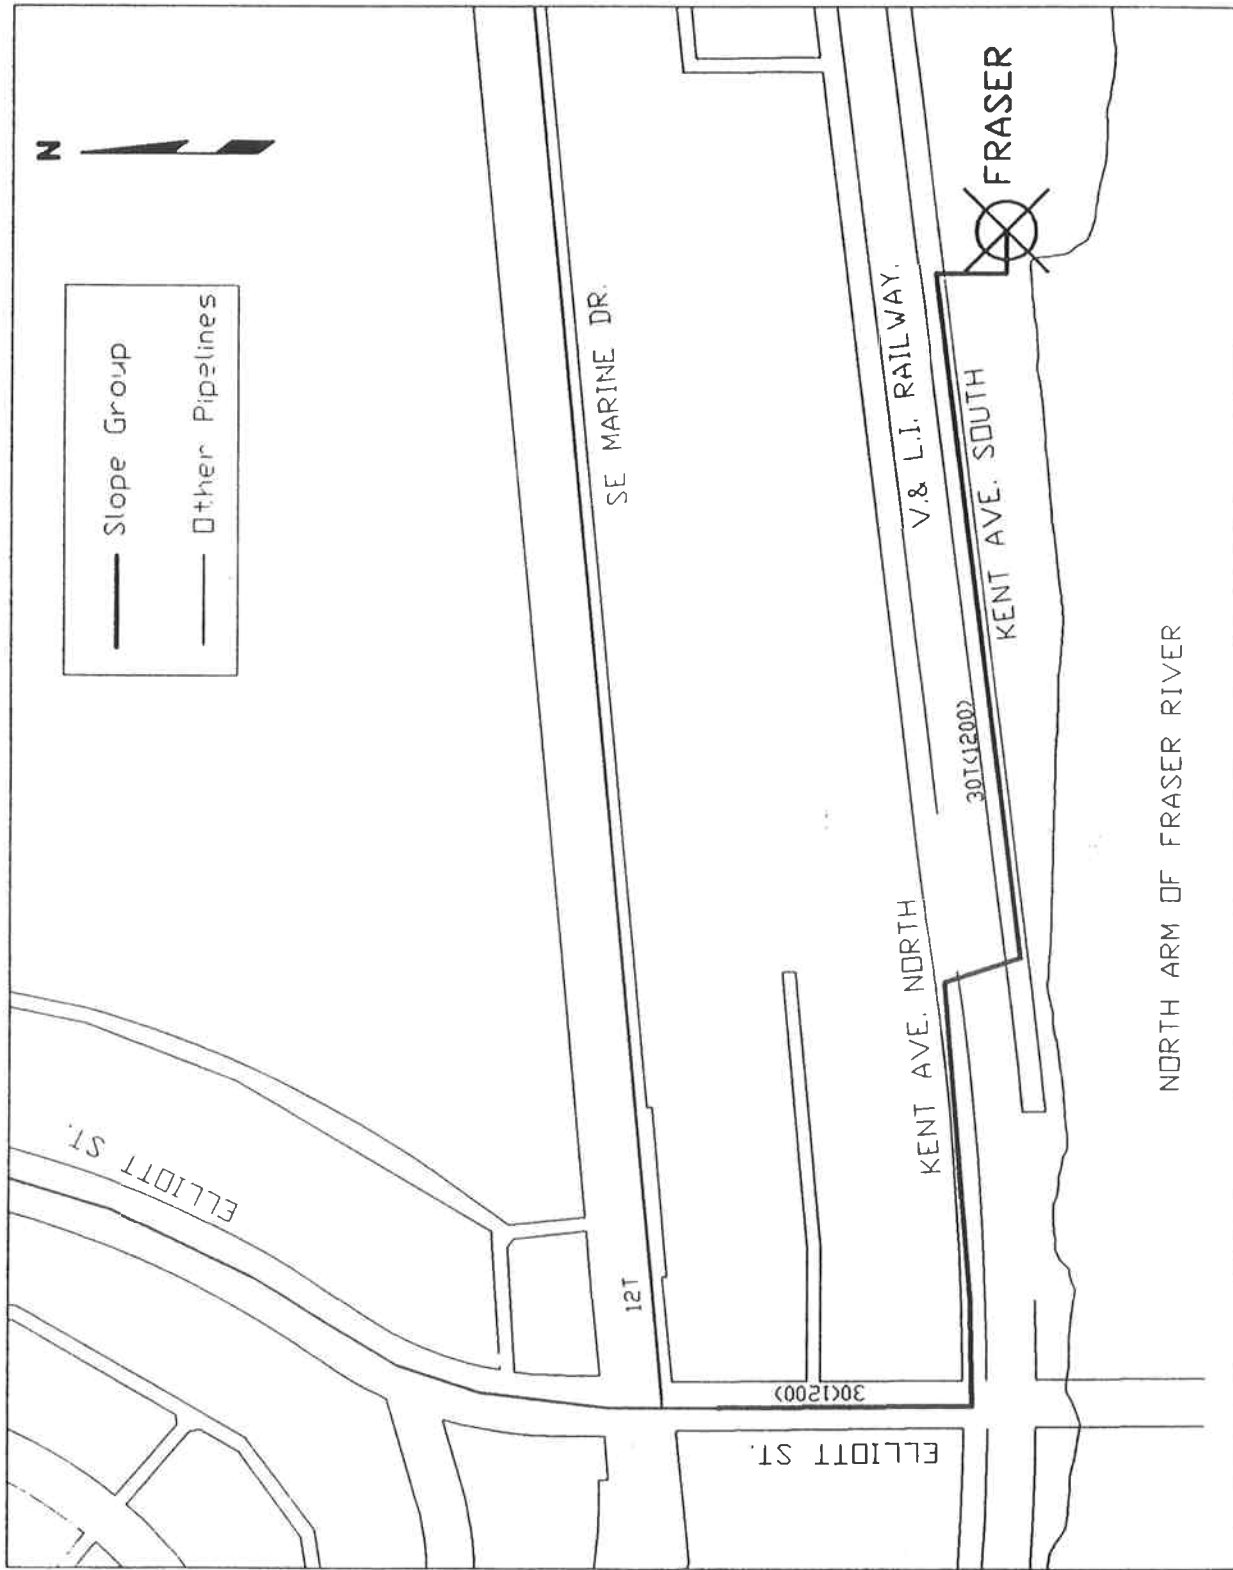 N
Slope Group
Other Pipelines
ELLIOTT ST.
SE MARINE DR.
12T
30(1200)
ELLIOTT ST.
V.& L.I. RAILWAY.
KENT AVE. NORTH
30T(1200)
KENT AVE. SOUTH
FRASER
NORTH ARM OF FRASER RIVER